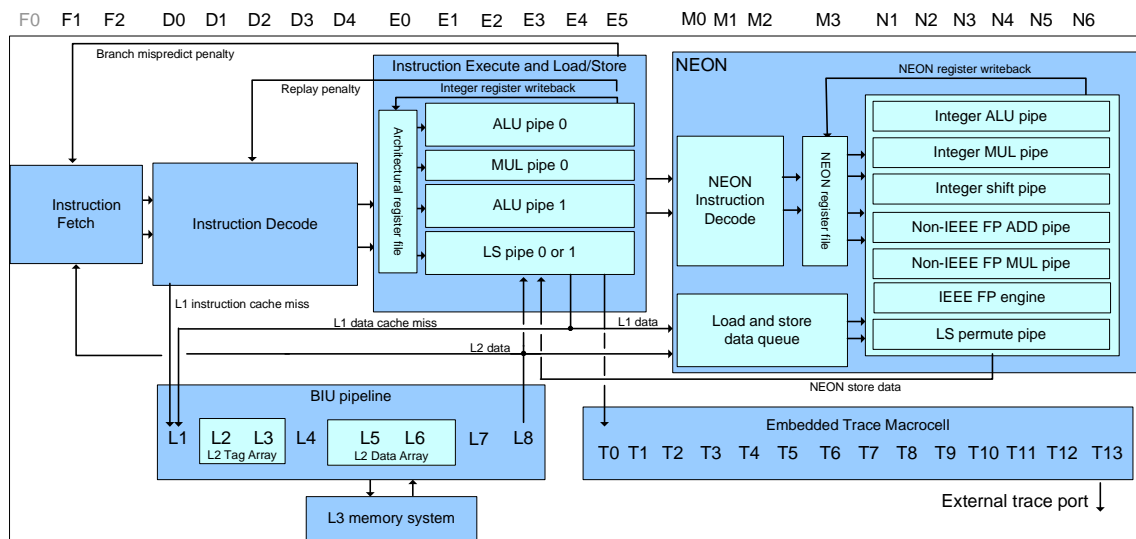 F0 F1 F2 D0 D1 D2 D3 D4 E0 E1 E2 E3 E4 E5 M0 M1 M2 M3 N1 N2 N3 N4 N5 N6
Branch mispredict penalty
Instruction Execute and Load/Store
NEON
NEON register writeback
Replay penalty
Integer register writeback
Architectural register file
ALU pipe 0
MUL pipe 0
ALU pipe 1
LS pipe 0 or 1
Instruction
Fetch
Instruction Decode
NEON
Instruction
Decode
NEON register file
Integer ALU pipe
Integer MUL pipe
Integer shift pipe
Non-IEEE FP ADD pipe
Non-IEEE FP MUL pipe
IEEE FP engine
LS permute pipe
L1 instruction cache miss
L1 data cache miss
L1 data
Load and store
data queue
L2 data
NEON store data
BIU pipeline
L1 L2 L3 L4 L5 L6 L7 L8
L2 Tag Array
L2 Data Array
Embedded Trace Macrocell
T0 T1 T2 T3 T4 T5 T6 T7 T8 T9 T10 T11 T12 T13
L3 memory system
External trace port